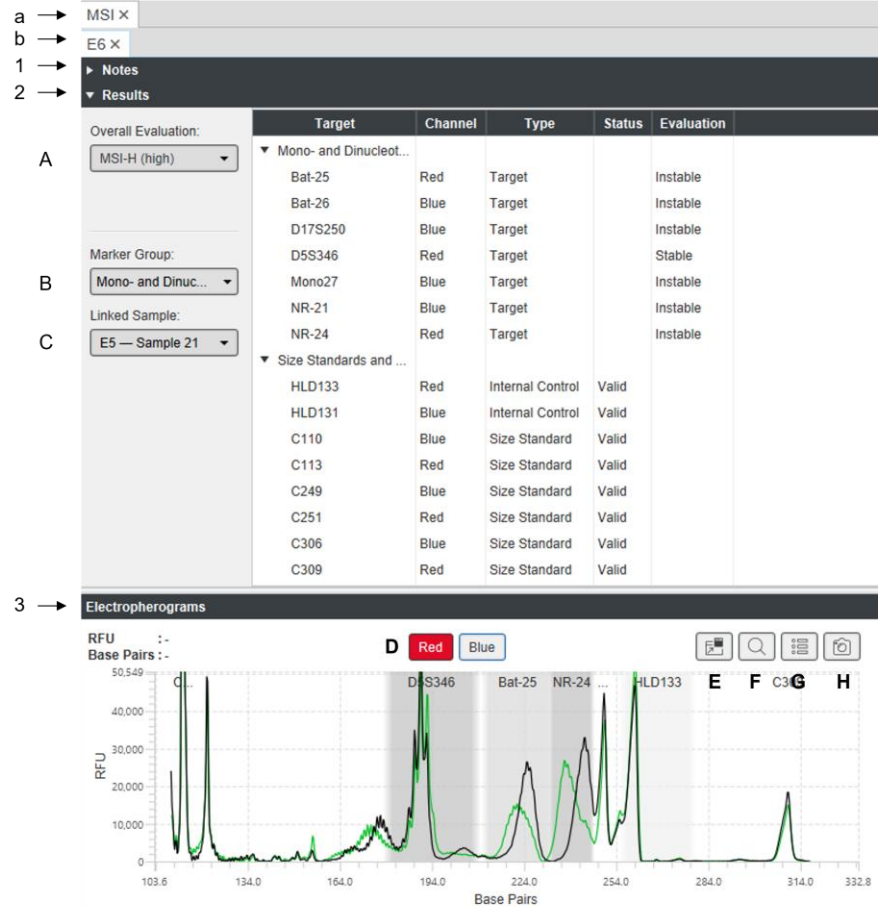 a → MSI ×
b → E6 ×
1 → ▸ Notes
2 → ▾ Results
Target Channel Type Status Evaluation
Overall Evaluation:
A MSI-H (high)
Mono- and Dinucleot...
Bat-25 Red Target Instable
Bat-26 Blue Target Instable
D17S250 Blue Target Instable
Marker Group:
D5S346 Red Target Stable
B Mono- and Dinuc...
Mono27 Blue Target Instable
Linked Sample:
NR-21 Blue Target Instable
C E5 — Sample 21
NR-24 Red Target Instable
Size Standards and ...
HLD133 Red Internal Control Valid
HLD131 Blue Internal Control Valid
C110 Blue Size Standard Valid
C113 Red Size Standard Valid
C249 Blue Size Standard Valid
C251 Red Size Standard Valid
C306 Blue Size Standard Valid
C309 Red Size Standard Valid
3 → Electropherograms
RFU :-
Base Pairs :-
D Red Blue
E F G H
50,549
C... D5S346 Bat-25 NR-24 ... HLD133
40,000
30,000
20,000
10,000
0
RFU
103.6 134.0 164.0 194.0 224.0 254.0 284.0 314.0 332.8
Base Pairs